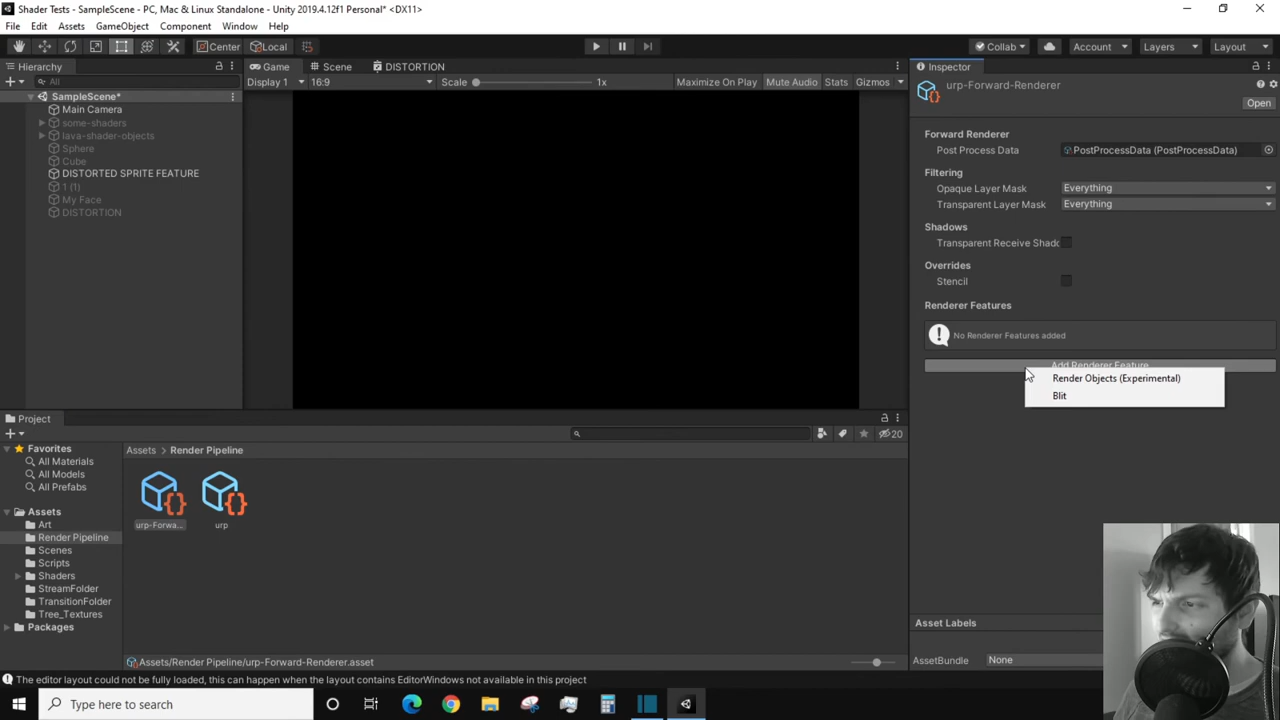 Shader Tests - SampleScene - PC, Mac & Linux Standalone - Unity 2019.4.12f1 Personal* <DX11>
File Edit Assets GameObject Component Window Help
Center Local Collab Account Layers Layout
Hierarchy
All
SampleScene*
Main Camera
some-shaders
lava-shader-objects
Sphere
Cube
DISTORTED SPRITE FEATURE
1 (1)
My Face
DISTORTION
Game Scene DISTORTION
Display 1 16:9 Scale 1x Maximize On Play Mute Audio Stats Gizmos
Inspector
urp-Forward-Renderer
Open
Forward Renderer
Post Process Data PostProcessData (PostProcessData)
Filtering
Opaque Layer Mask Everything
Transparent Layer Mask Everything
Shadows
Transparent Receive Shadc
Overrides
Stencil
Renderer Features
No Renderer Features added
Add Renderer Feature
Render Objects (Experimental)
Blit
Project
20
Favorites
All Materials
All Models
All Prefabs
Assets
Art
Render Pipeline
Scenes
Scripts
Shaders
StreamFolder
TransitionFolder
Tree_Textures
Packages
Assets > Render Pipeline
urp-Forwa...
urp
Assets/Render Pipeline/urp-Forward-Renderer.asset
Asset Labels
AssetBundle None
The editor layout could not be fully loaded, this can happen when the layout contains EditorWindows not available in this project
Type here to search